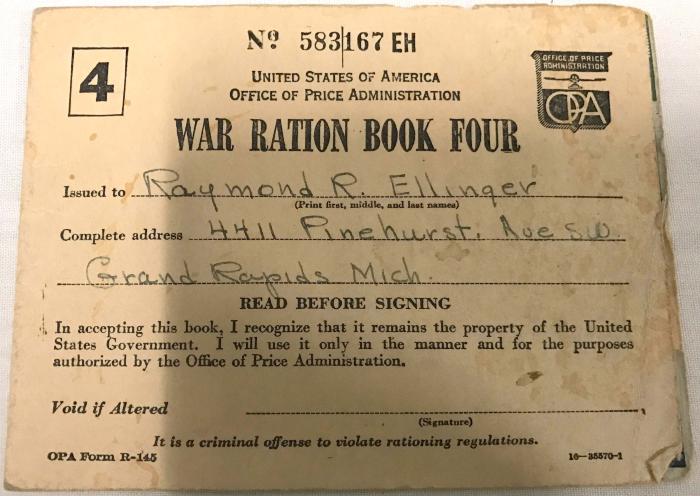 Nº 583167 EH
4
OFFICE OF PRICE
ADMINISTRATION
OPA
UNITED STATES OF AMERICA
OFFICE OF PRICE ADMINISTRATION
WAR RATION BOOK FOUR
Issued to Raymond R. Ellinger
(Print first, middle, and last names)
Complete address 4411 Pinehurst. Ave S.W.
Grand Rapids Mich.
READ BEFORE SIGNING
In accepting this book, I recognize that it remains the property of the United
States Government. I will use it only in the manner and for the purposes
authorized by the Office of Price Administration.
Void if Altered
(Signature)
It is a criminal offense to violate rationing regulations.
OPA Form R-145 16—35570-1